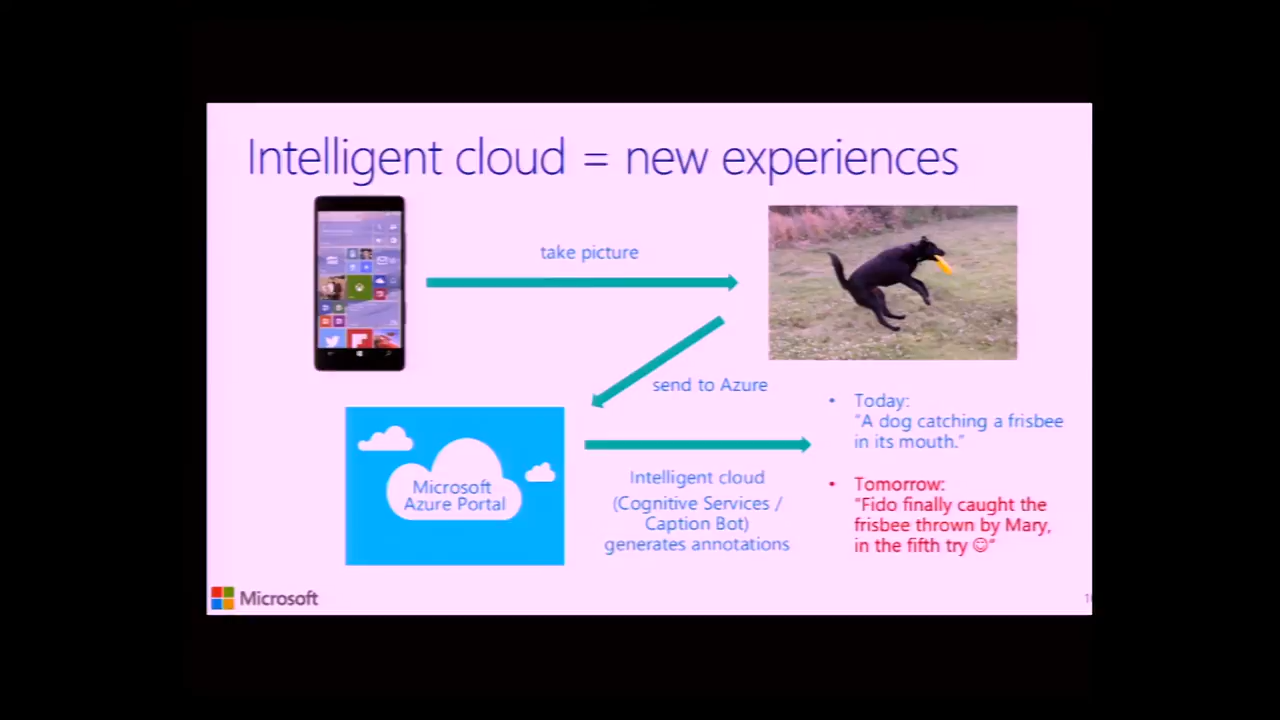 Intelligent cloud = new experiences
take picture
send to Azure
Microsoft
Azure Portal
Intelligent cloud
(Cognitive Services /
Caption Bot)
generates annotations
• Today:
"A dog catching a frisbee
in its mouth."
• Tomorrow:
"Fido finally caught the
frisbee thrown by Mary,
in the fifth try ☺"
Microsoft